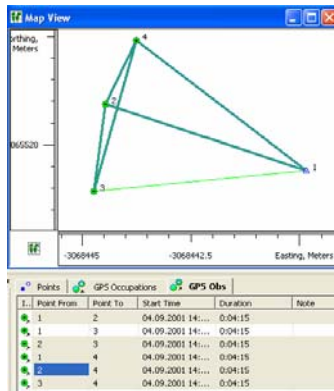 Map View
orthing,
Meters
4
2
1
3
065520
-3068445
-3068442.5
Easting, Meters
Points
GPS Occupations
GPS Obs
I..
Point From
Point To
Start Time
Duration
Note
1
2
04.09.2001 14:...
0:04:15
1
3
04.09.2001 14:...
0:04:15
2
3
04.09.2001 14:...
0:04:15
1
4
04.09.2001 14:...
0:04:15
2
4
04.09.2001 14:...
0:04:15
3
4
04.09.2001 14:...
0:04:15